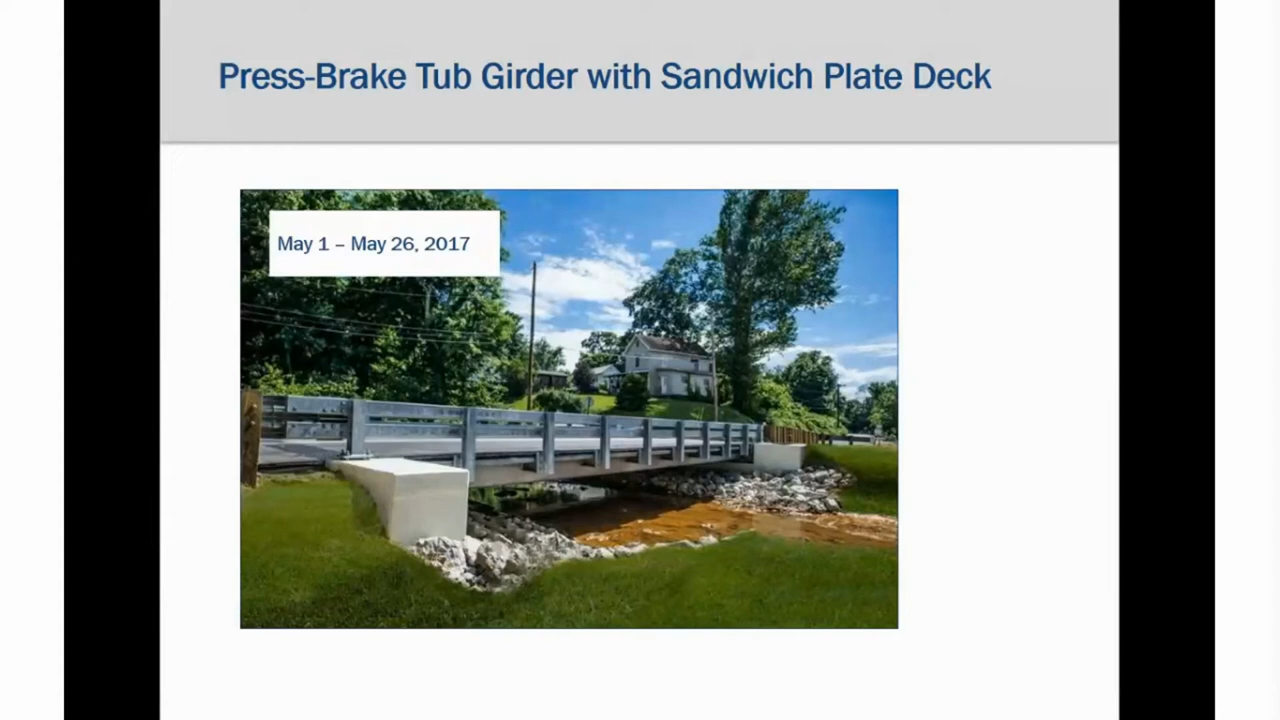 Press-Brake Tub Girder with Sandwich Plate Deck
May 1 – May 26, 2017